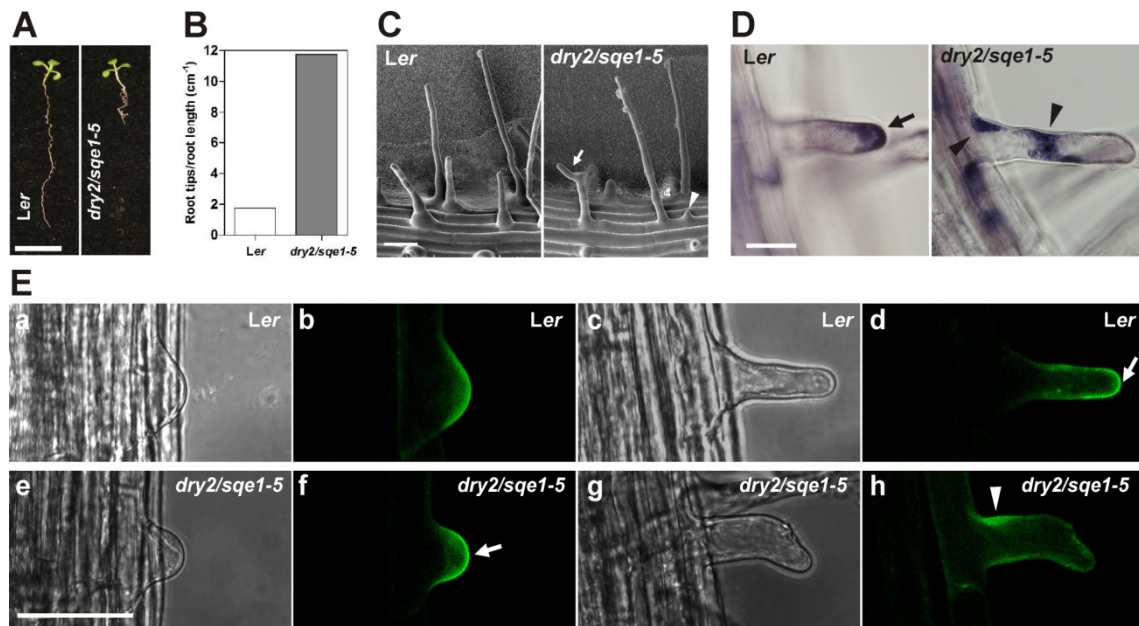 A
Ler
dry2/sqe1-5
B
Root tips/root length (cm-1)
12
10
8
6
4
2
0
Ler
dry2/sqe1-5
C
Ler
dry2/sqe1-5
D
Ler
dry2/sqe1-5
E
a
Ler
b
Ler
c
Ler
d
Ler
e
dry2/sqe1-5
f
dry2/sqe1-5
g
dry2/sqe1-5
h
dry2/sqe1-5